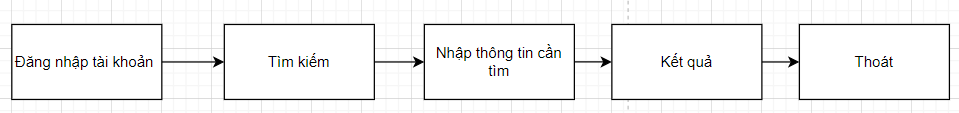 Đăng nhập tài khoản
Tìm kiếm
Nhập thông tin cần
tìm
Kết quả
Thoát